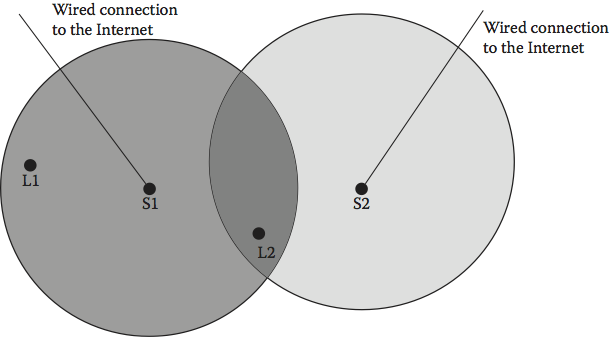 Wired connection
to the Internet
Wired connection
to the Internet
L1
S1
S2
L2